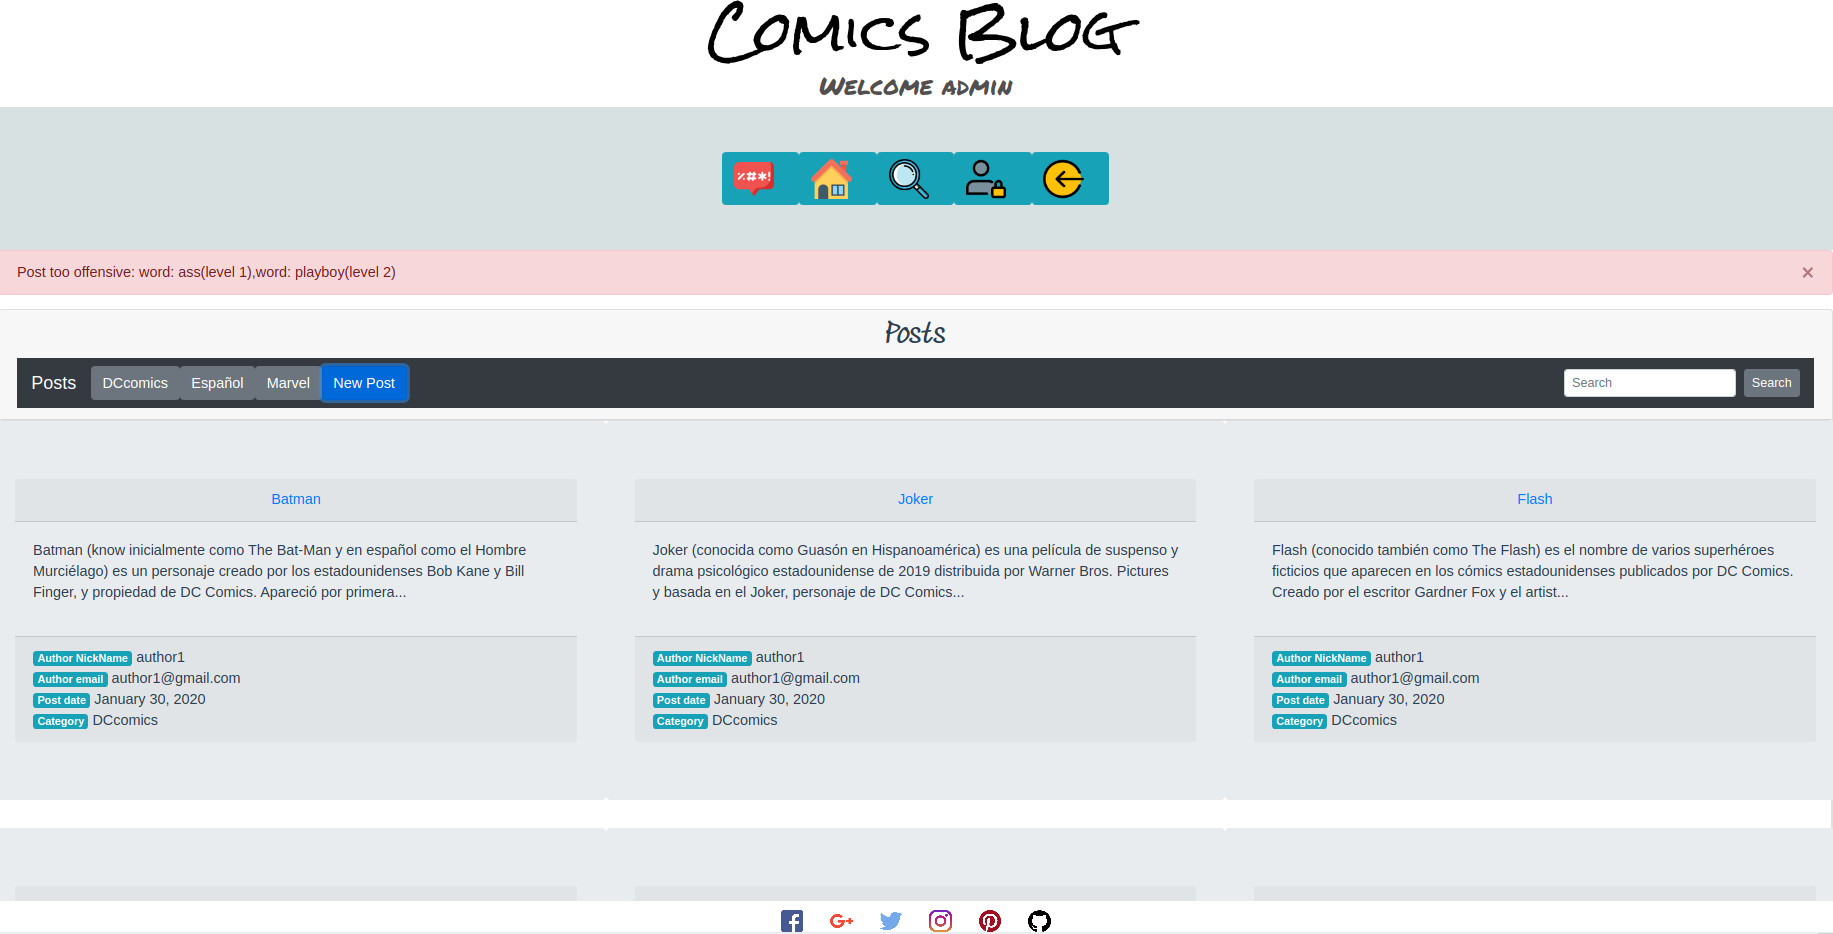 Comics Blog
Welcome admin
%#*!
Post too offensive: word: ass(level 1),word: playboy(level 2)
×
Posts
Posts DCcomics Español Marvel New Post Search Search
Batman
Batman (know inicialmente como The Bat-Man y en español como el Hombre
Murciélago) es un personaje creado por los estadounidenses Bob Kane y Bill
Finger, y propiedad de DC Comics. Apareció por primera...
Author NickName author1
Author email author1@gmail.com
Post date January 30, 2020
Category DCcomics
Joker
Joker (conocida como Guasón en Hispanoamérica) es una película de suspenso y
drama psicológico estadounidense de 2019 distribuida por Warner Bros. Pictures
y basada en el Joker, personaje de DC Comics...
Author NickName author1
Author email author1@gmail.com
Post date January 30, 2020
Category DCcomics
Flash
Flash (conocido también como The Flash) es el nombre de varios superhéroes
ficticios que aparecen en los cómics estadounidenses publicados por DC Comics.
Creado por el escritor Gardner Fox y el artist...
Author NickName author1
Author email author1@gmail.com
Post date January 30, 2020
Category DCcomics
G+